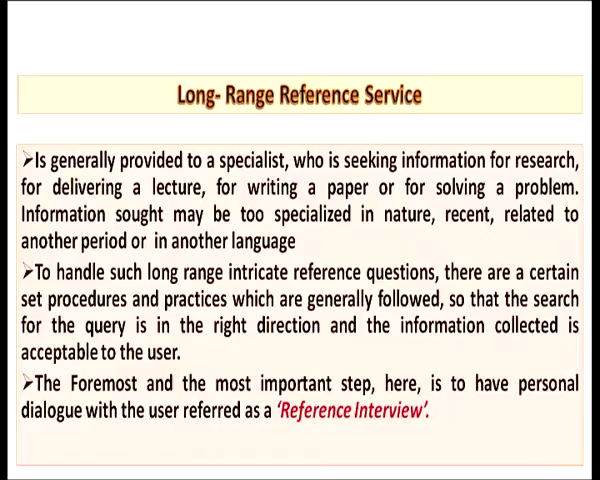 Long- Range Reference Service
➢Is generally provided to a specialist, who is seeking information for research,
for delivering a lecture, for writing a paper or for solving a problem.
Information sought may be too specialized in nature, recent, related to
another period or in another language
➢To handle such long range intricate reference questions, there are a certain
set procedures and practices which are generally followed, so that the search
for the query is in the right direction and the information collected is
acceptable to the user.
➢The Foremost and the most important step, here, is to have personal
dialogue with the user referred as a ‘Reference Interview’.